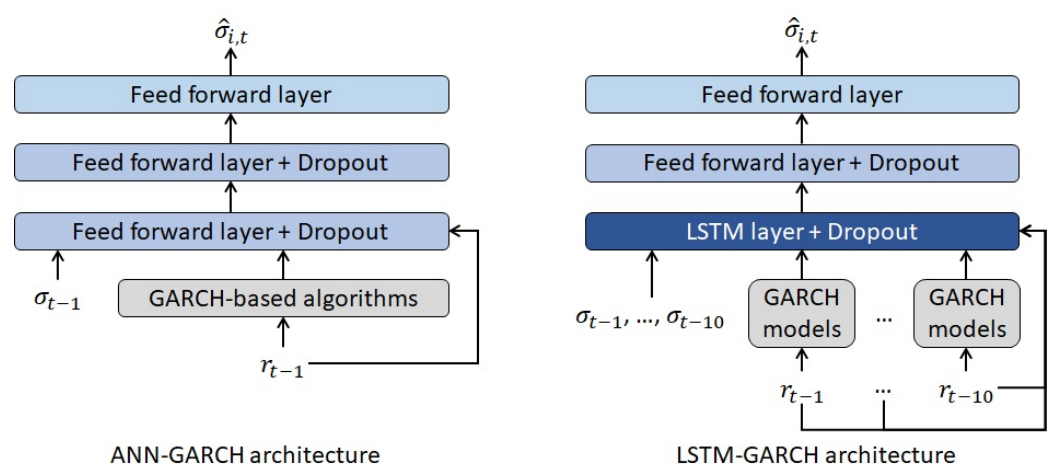 σ̂ᵢ,ₜ
Feed forward layer
Feed forward layer + Dropout
Feed forward layer + Dropout
σₜ₋₁
GARCH-based algorithms
rₜ₋₁
ANN-GARCH architecture
σ̂ᵢ,ₜ
Feed forward layer
Feed forward layer + Dropout
LSTM layer + Dropout
σₜ₋₁, …, σₜ₋₁₀
GARCH
models
...
GARCH
models
rₜ₋₁
...
rₜ₋₁₀
LSTM-GARCH architecture